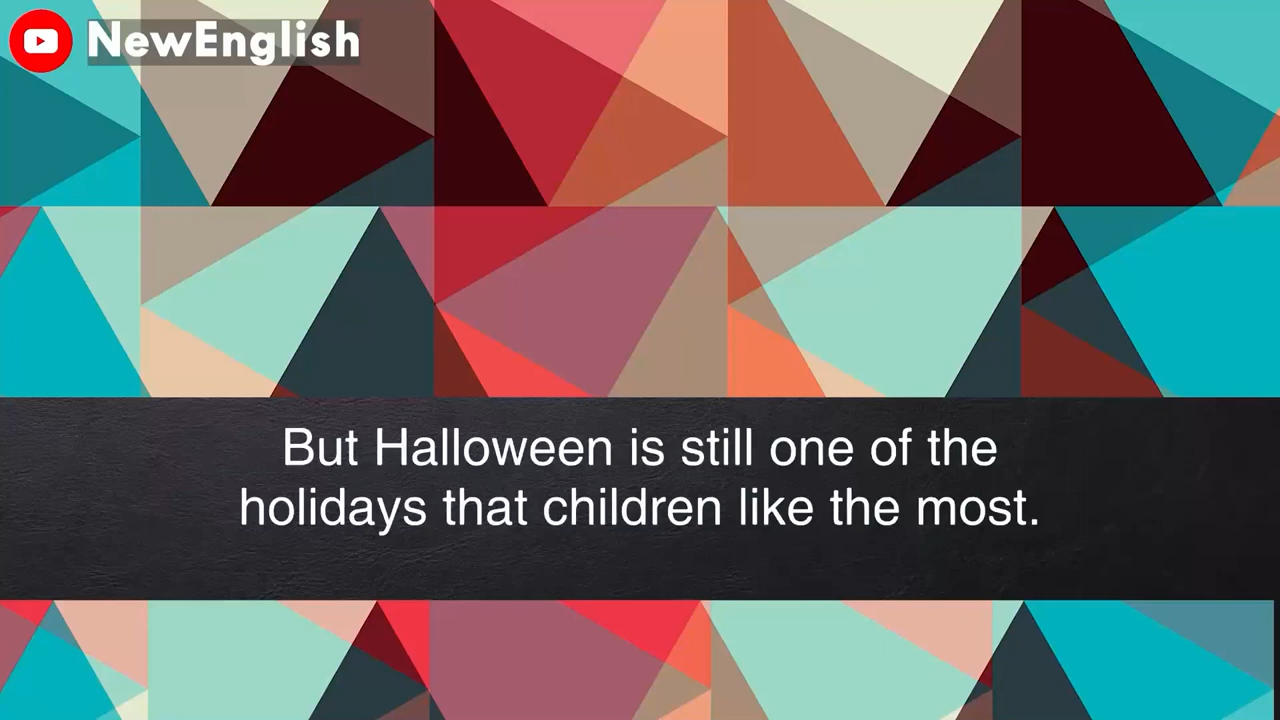 NewEnglish
But Halloween is still one of the
holidays that children like the most.